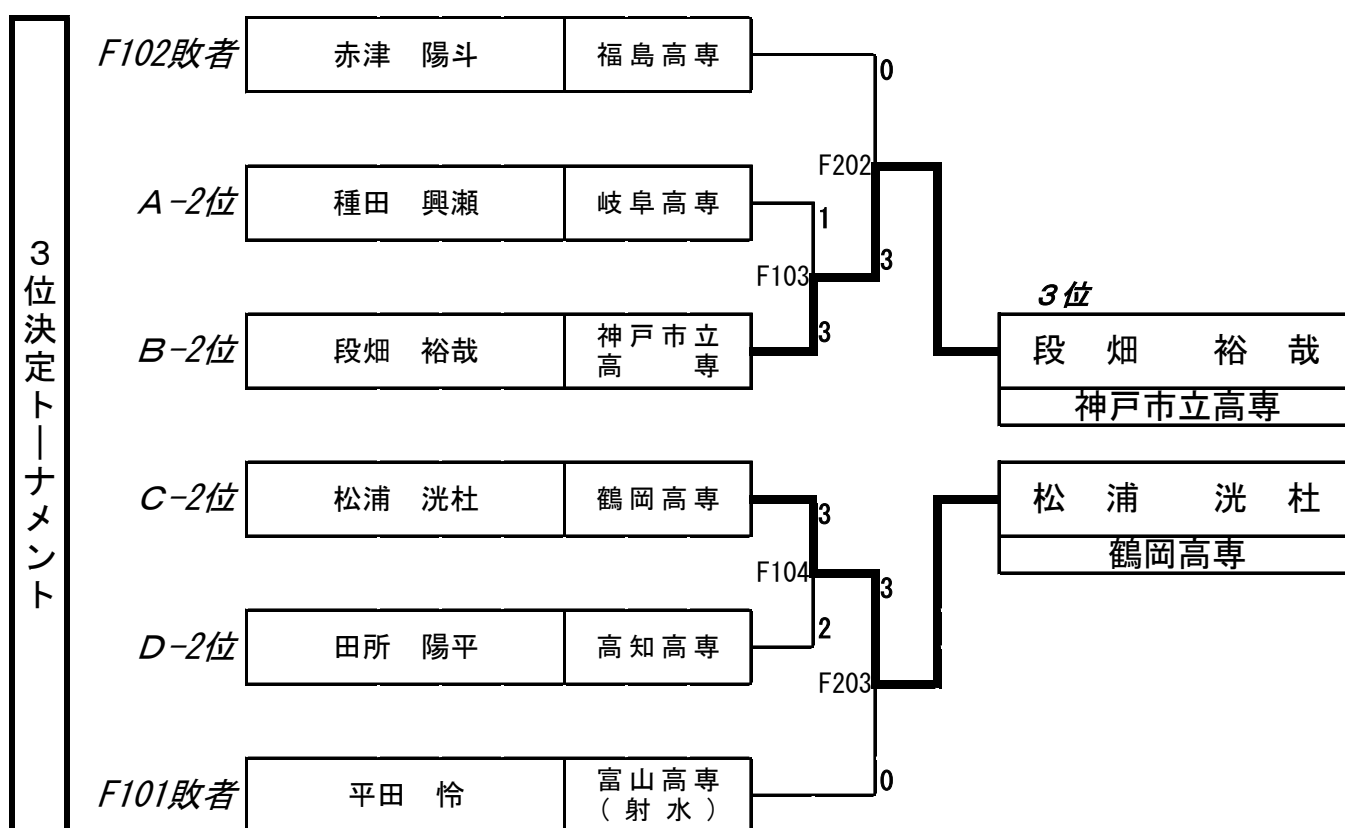 3位決定トーナメント
F102敗者 赤津 陽斗 福島高専
0
F202
A-2位 種田 興瀬 岐阜高専
1
F103
3
３位
B-2位 段畑 裕哉 神戸市立高専
3
段畑 裕哉
神戸市立高専
C-2位 松浦 洸杜 鶴岡高専
3
松浦 洸杜
鶴岡高専
F104
3
D-2位 田所 陽平 高知高専
2
F203
F101敗者 平田 怜 富山高専(射水)
0